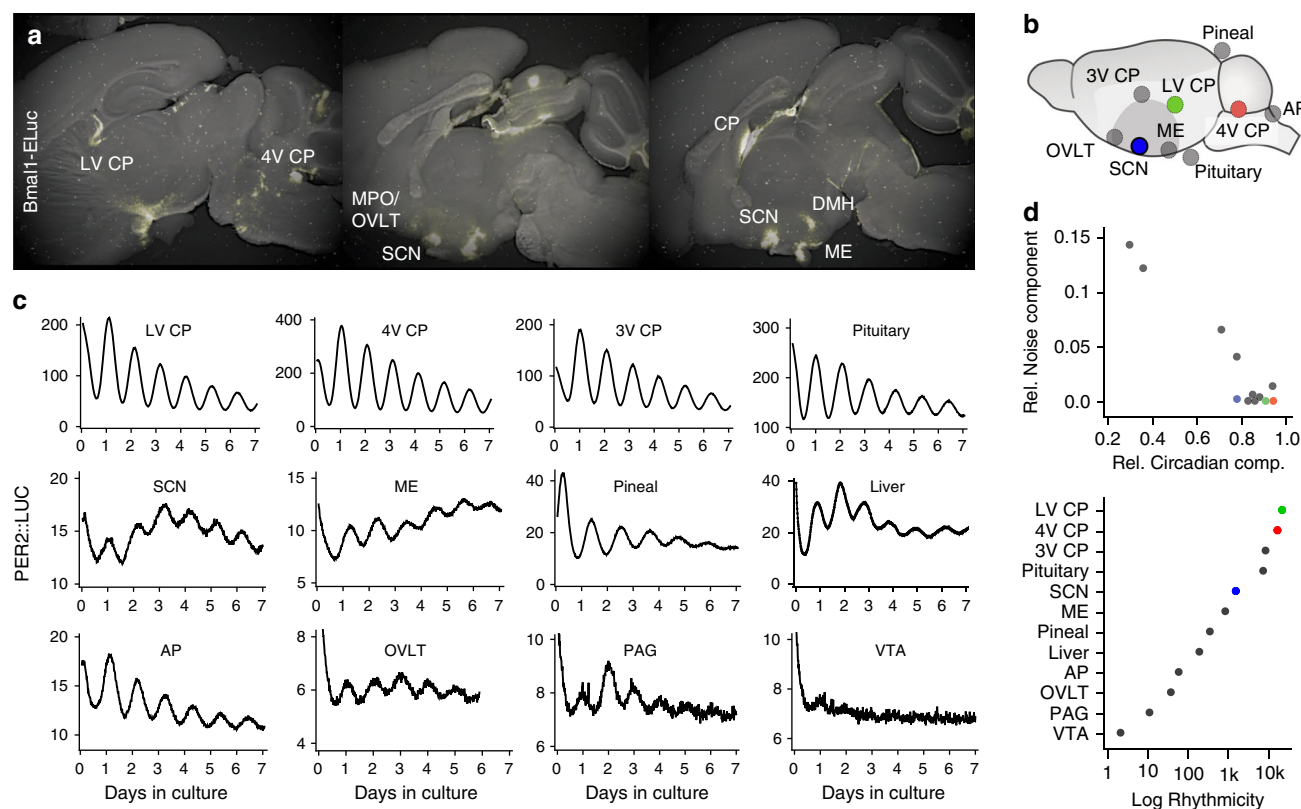 a
Bmal1-ELuc
LV CP
4V CP
MPO/
OVLT
SCN
CP
SCN
DMH
ME
b
Pineal
3V CP
LV CP
AP
ME
4V CP
OVLT
SCN
Pituitary
c
PER2::LUC
LV CP
200
100
0
0 1 2 3 4 5 6 7
4V CP
400
200
0
0 1 2 3 4 5 6 7
3V CP
200
100
0
0 1 2 3 4 5 6 7
Pituitary
300
200
100
0 1 2 3 4 5 6 7
SCN
20
15
10
0 1 2 3 4 5 6 7
ME
15
10
5
0 1 2 3 4 5 6 7
Pineal
40
20
0
0 1 2 3 4 5 6 7
Liver
40
20
0
0 1 2 3 4 5 6 7
AP
20
15
10
0 1 2 3 4 5 6 7
Days in culture
OVLT
8
6
4
0 1 2 3 4 5 6 7
Days in culture
PAG
10
8
6
0 1 2 3 4 5 6 7
Days in culture
VTA
10
8
6
0 1 2 3 4 5 6 7
Days in culture
d
Rel. Noise component
0.15
0.1
0.05
0.0
0.2 0.4 0.6 0.8 1.0
Rel. Circadian comp.
LV CP
4V CP
3V CP
Pituitary
SCN
ME
Pineal
Liver
AP
OVLT
PAG
VTA
1 10 100 1k 10k
Log Rhythmicity